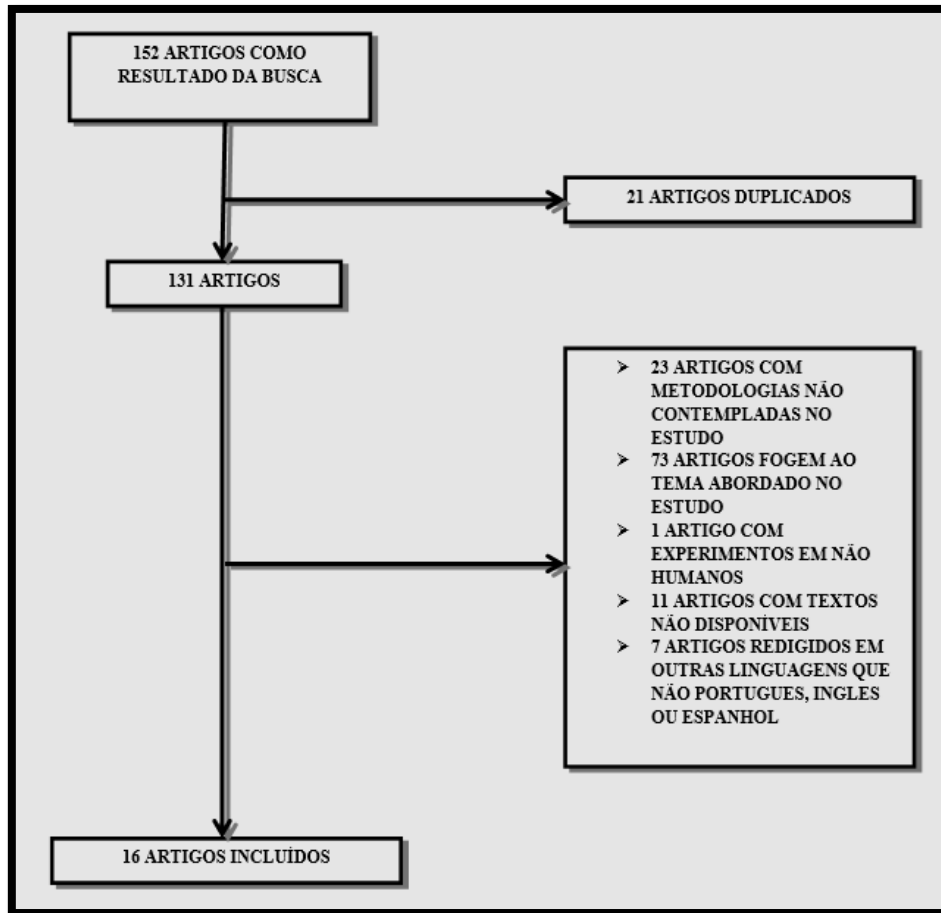 152 ARTIGOS COMO
RESULTADO DA BUSCA
21 ARTIGOS DUPLICADOS
131 ARTIGOS
➤ 23 ARTIGOS COM
METODOLOGIAS NÃO
CONTEMPLADAS NO
ESTUDO
➤ 73 ARTIGOS FOGEM AO
TEMA ABORDADO NO
ESTUDO
➤ 1 ARTIGO COM
EXPERIMENTOS EM NÃO
HUMANOS
➤ 11 ARTIGOS COM TEXTOS
NÃO DISPONÍVEIS
➤ 7 ARTIGOS REDIGIDOS EM
OUTRAS LINGUAGENS QUE
NÃO PORTUGUES, INGLES
OU ESPANHOL
16 ARTIGOS INCLUÍDOS